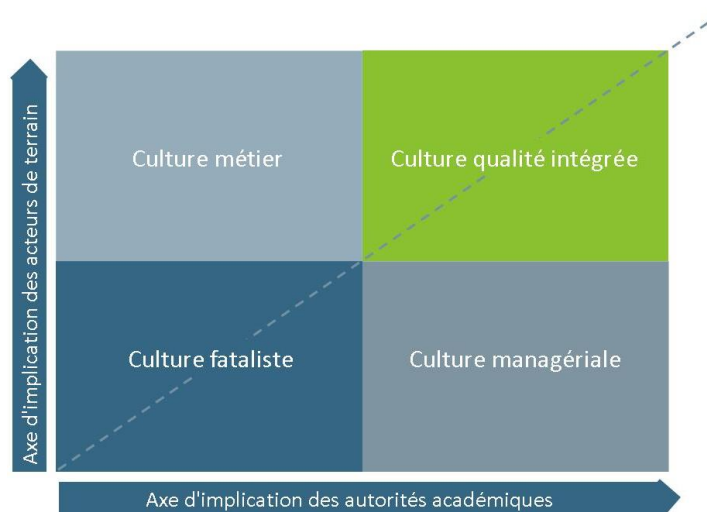 Axe d'implication des acteurs de terrain
Culture métier
Culture qualité intégrée
Culture fataliste
Culture managériale
Axe d'implication des autorités académiques